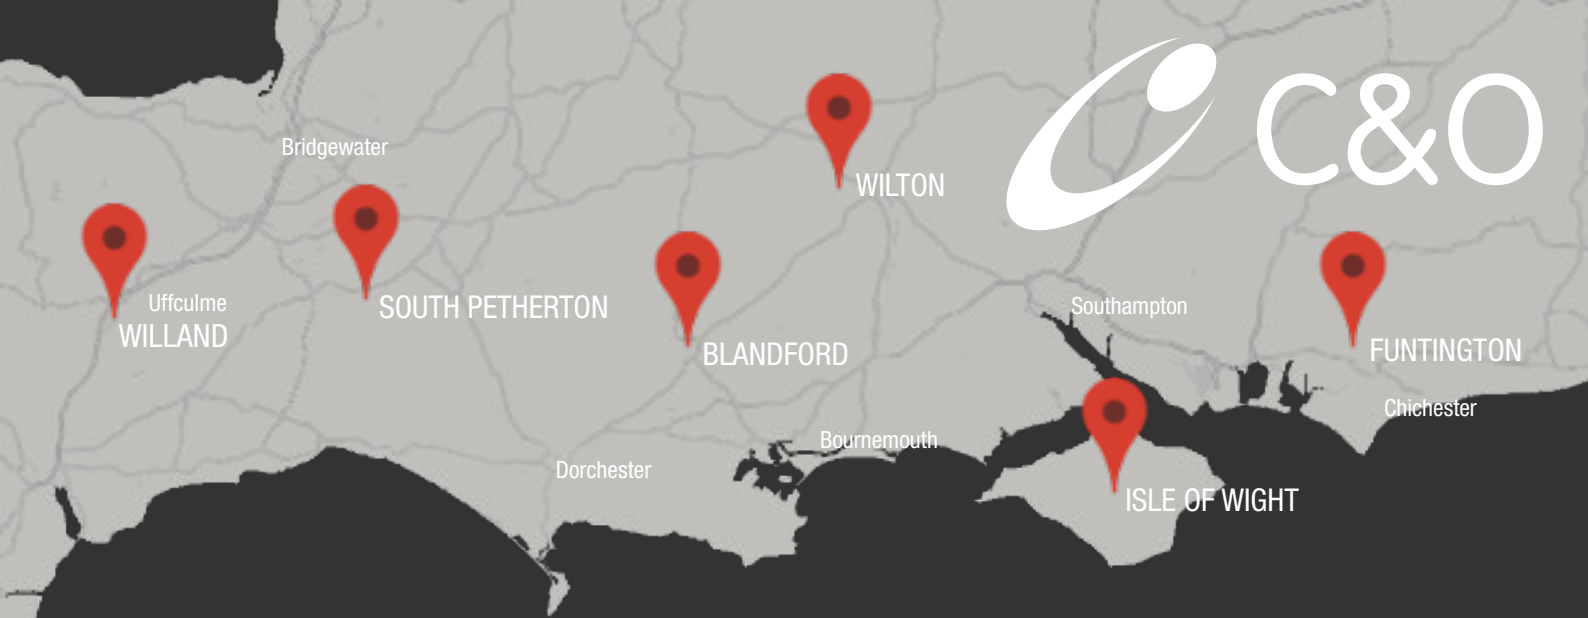 C&O
Bridgewater
WILTON
Uffculme
WILLAND
SOUTH PETHERTON
BLANDFORD
Southampton
FUNTINGTON
Chichester
Bournemouth
Dorchester
ISLE OF WIGHT